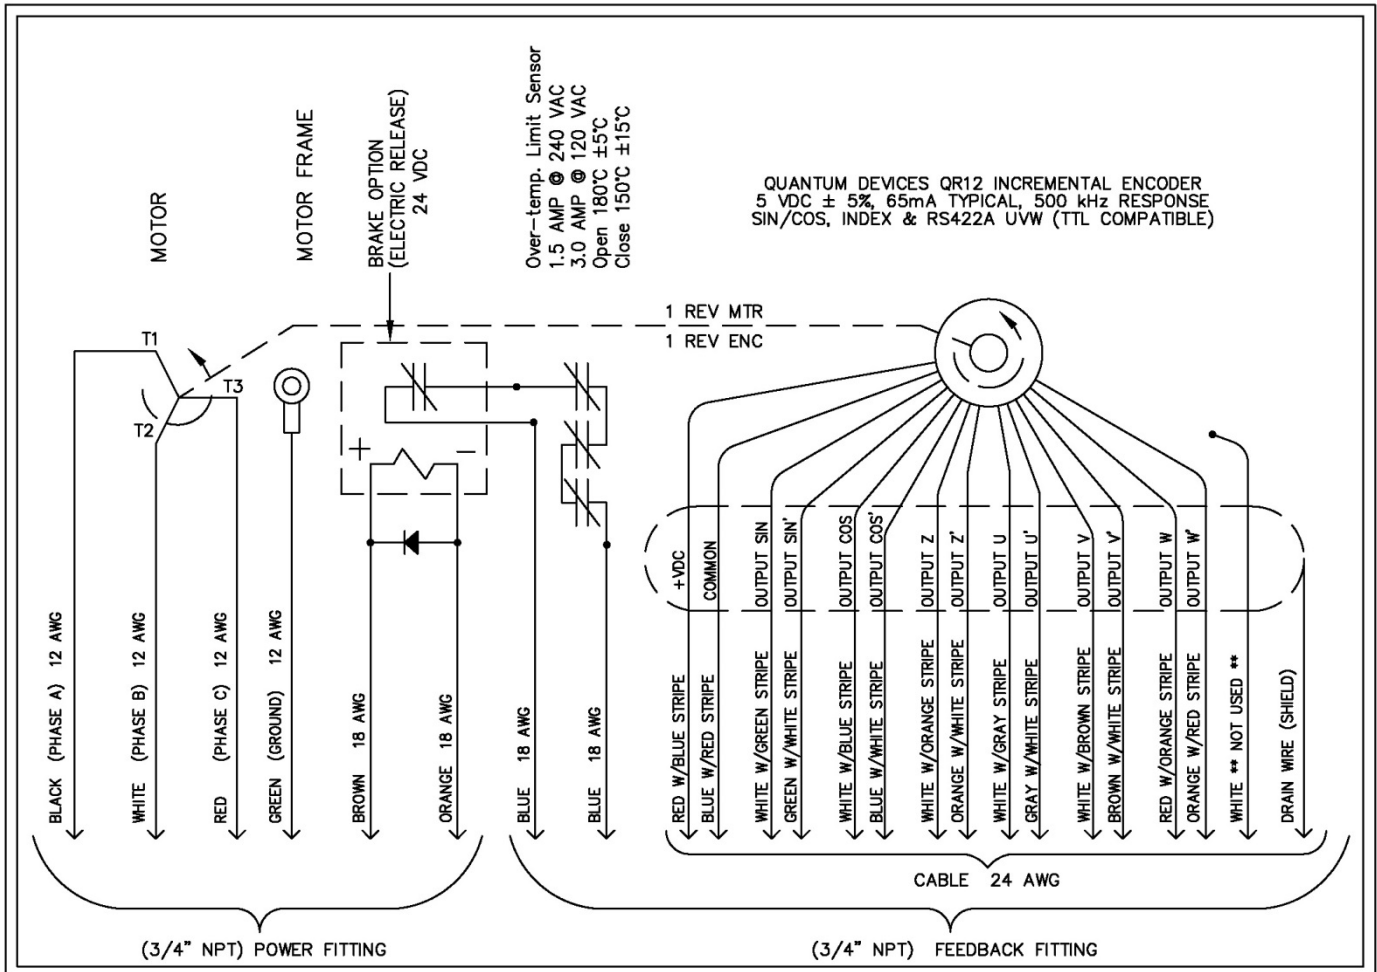 MOTOR
MOTOR FRAME
BRAKE OPTION
(ELECTRIC RELEASE)
24 VDC
Over-temp. Limit Sensor
1.5 AMP @ 240 VAC
3.0 AMP @ 120 VAC
Open 180°C ±5°C
Close 150°C ±15°C
QUANTUM DEVICES QR12 INCREMENTAL ENCODER
5 VDC ± 5%, 65mA TYPICAL, 500 kHz RESPONSE
SIN/COS, INDEX & RS422A UVW (TTL COMPATIBLE)
1 REV MTR
1 REV ENC
T1
T3
T2
+
−
+VDC
COMMON
OUTPUT SIN
OUTPUT SIN'
OUTPUT COS
OUTPUT COS'
OUTPUT Z
OUTPUT Z'
OUTPUT U
OUTPUT U'
OUTPUT V
OUTPUT V'
OUTPUT W
OUTPUT W'
BLACK (PHASE A) 12 AWG
WHITE (PHASE B) 12 AWG
RED (PHASE C) 12 AWG
GREEN (GROUND) 12 AWG
BROWN 18 AWG
ORANGE 18 AWG
BLUE 18 AWG
BLUE 18 AWG
RED W/BLUE STRIPE
BLUE W/RED STRIPE
WHITE W/GREEN STRIPE
GREEN W/WHITE STRIPE
WHITE W/BLUE STRIPE
BLUE W/WHITE STRIPE
WHITE W/ORANGE STRIPE
ORANGE W/WHITE STRIPE
WHITE W/GRAY STRIPE
GRAY W/WHITE STRIPE
WHITE W/BROWN STRIPE
BROWN W/WHITE STRIPE
RED W/ORANGE STRIPE
ORANGE W/RED STRIPE
WHITE ** NOT USED **
DRAIN WIRE (SHIELD)
CABLE 24 AWG
(3/4" NPT) POWER FITTING
(3/4" NPT) FEEDBACK FITTING